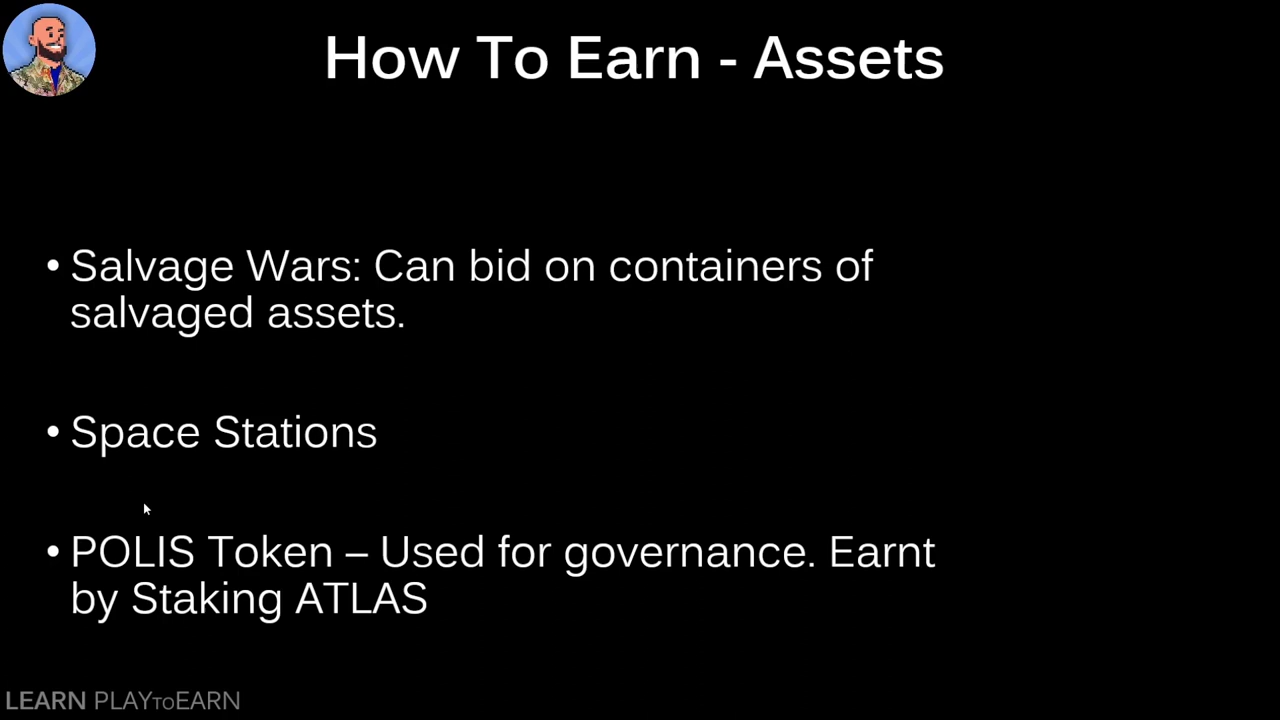 How To Earn - Assets
• Salvage Wars: Can bid on containers of
salvaged assets.
• Space Stations
• POLIS Token – Used for governance. Earnt
by Staking ATLAS
LEARN PLAYTOEARN